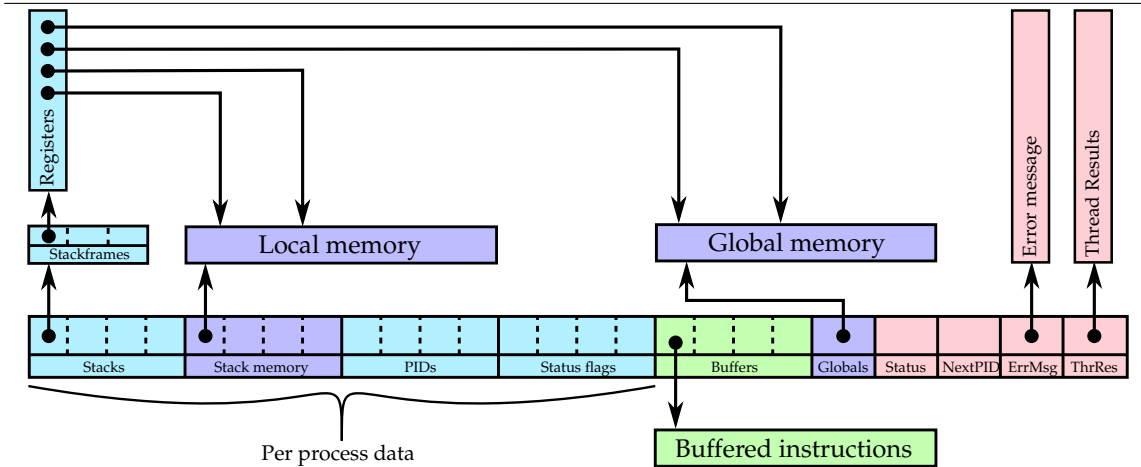 Registers
Error message
Thread Results
Local memory
Global memory
Stackframes
Stacks
Stack memory
PIDs
Status flags
Buffers
Globals
Status
NextPID
ErrMsg
ThrRes
Per process data
Buffered instructions